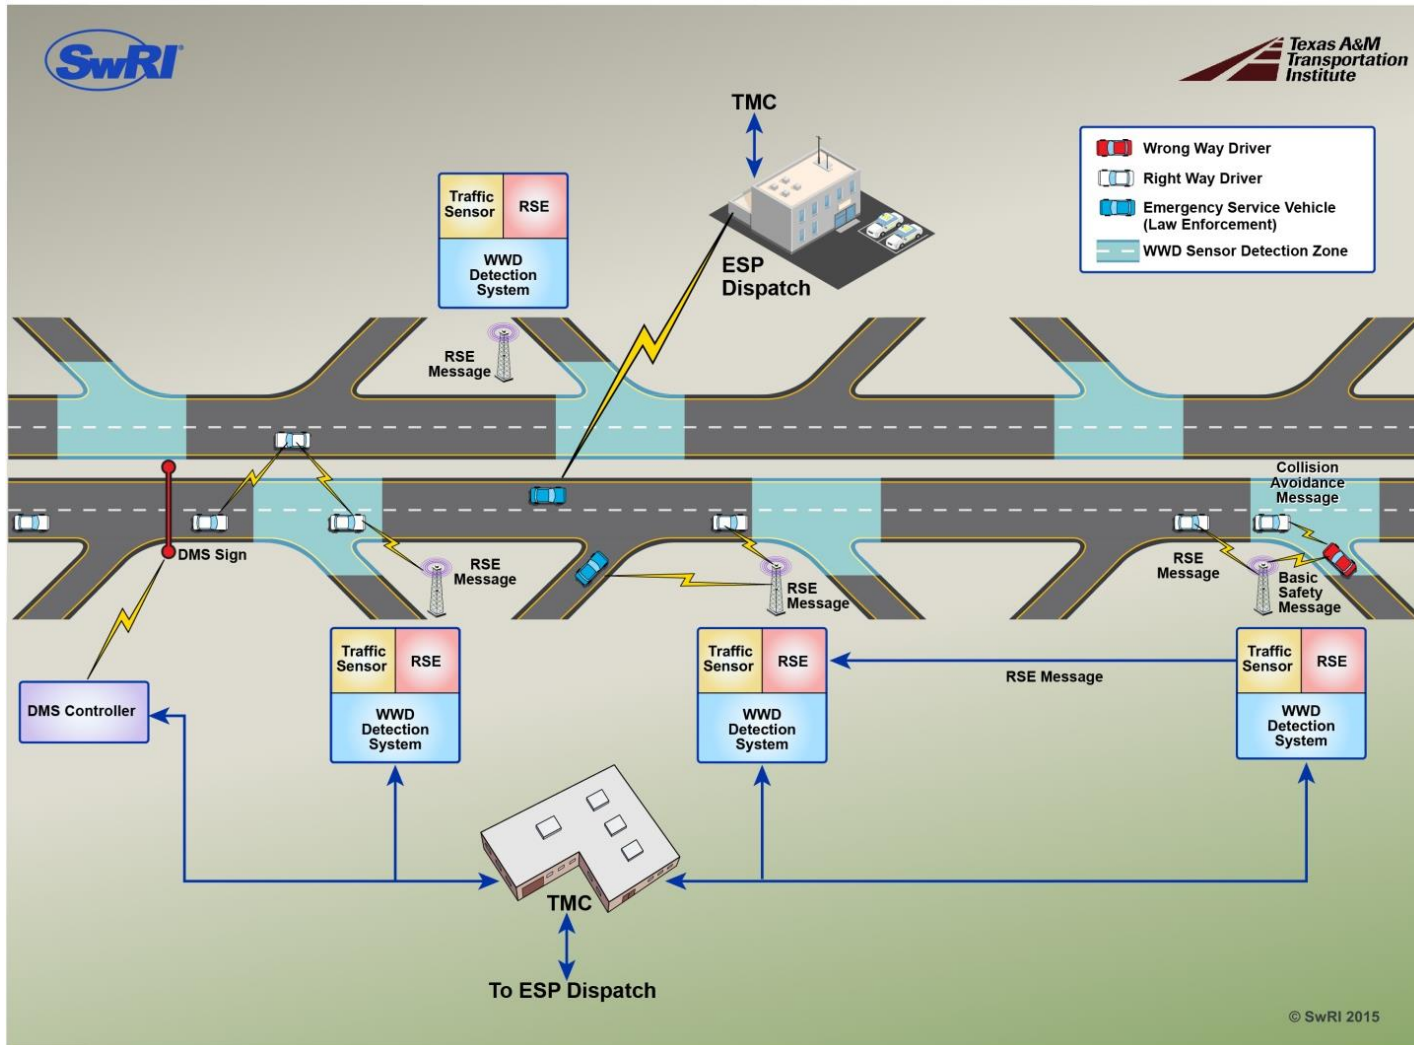 SwRI®
Texas A&M
Transportation
Institute
TMC
Wrong Way Driver
Right Way Driver
Emergency Service Vehicle
(Law Enforcement)
WWD Sensor Detection Zone
Traffic
Sensor
RSE
WWD
Detection
System
ESP
Dispatch
RSE
Message
Collision
Avoidance
Message
DMS Sign
RSE
Message
RSE
Message
RSE
Message
Basic
Safety
Message
DMS Controller
Traffic
Sensor
RSE
WWD
Detection
System
Traffic
Sensor
RSE
WWD
Detection
System
RSE Message
Traffic
Sensor
RSE
WWD
Detection
System
TMC
To ESP Dispatch
© SwRI 2015